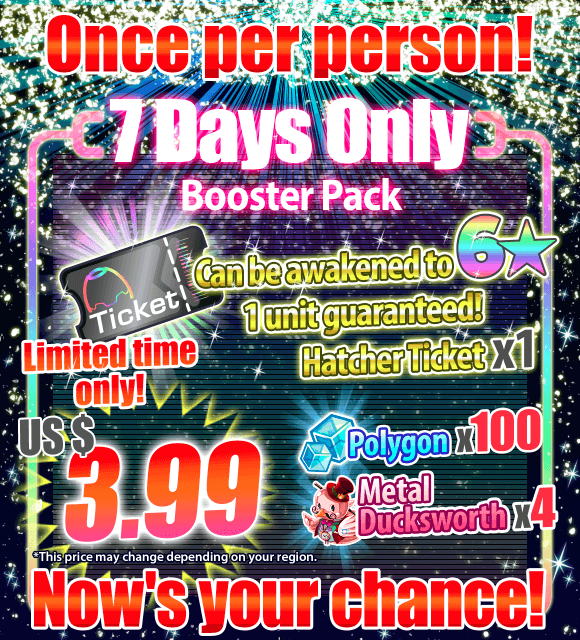 Once per person!
7 Days Only
Booster Pack
Ticket
Can be awakened to 6★
1 unit guaranteed!
Hatcher Ticket x1
Limited time
only!
US $
3.99
Polygon x100
Metal
Ducksworth x4
*This price may change depending on your region.
Now's your chance!